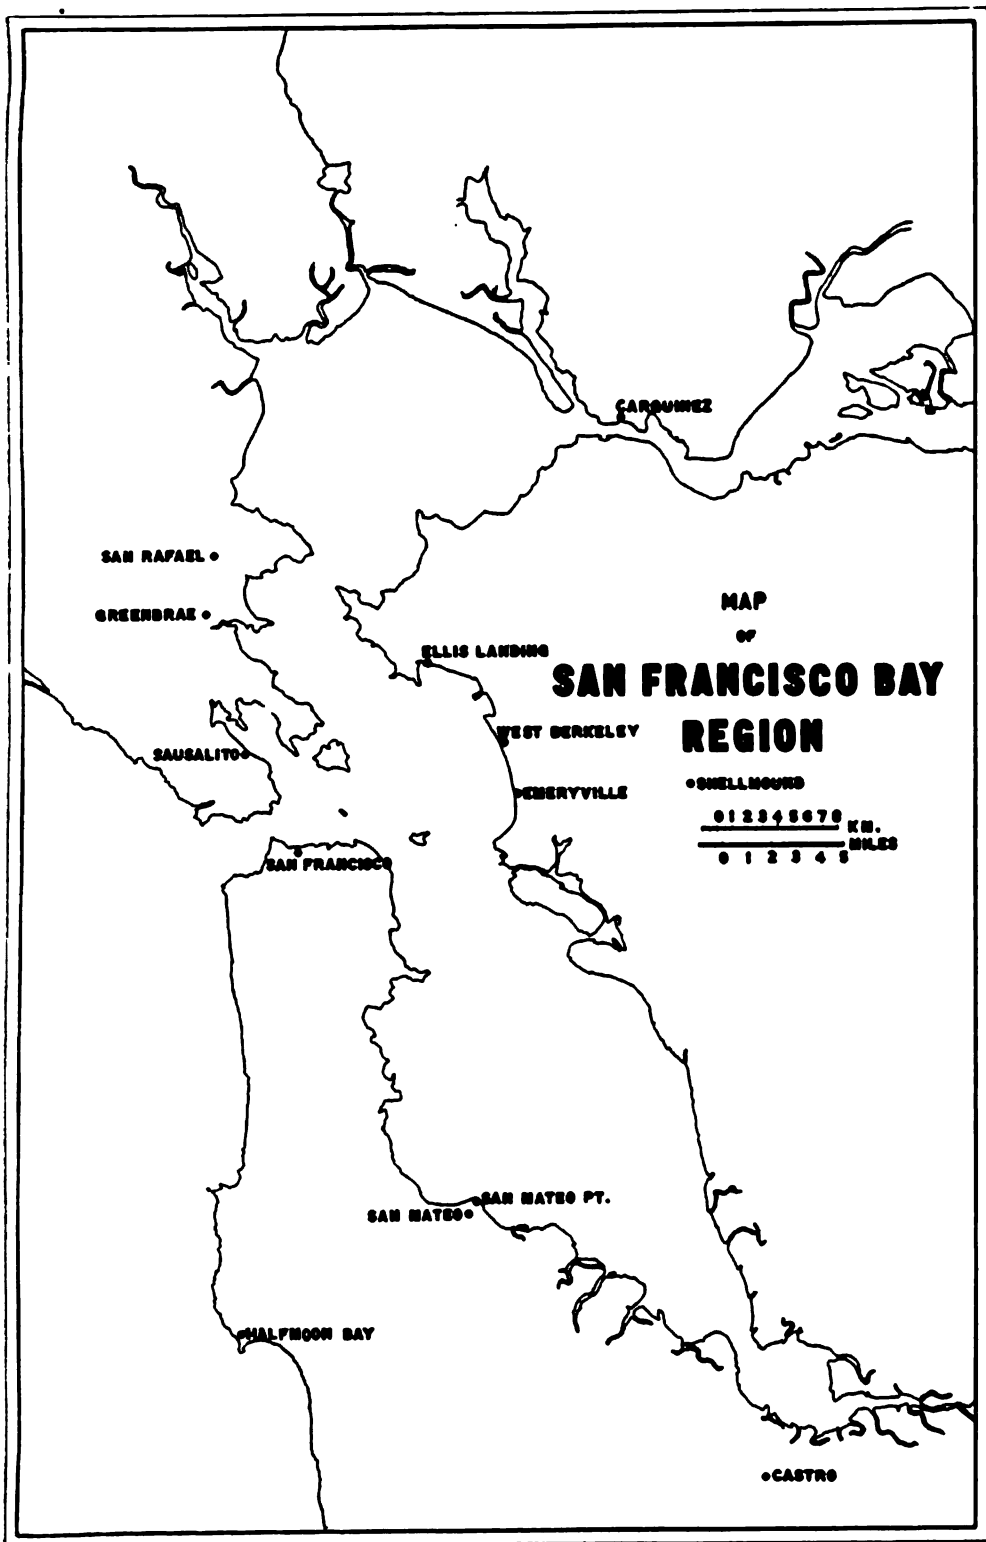 CARQUINEZ
SAN RAFAEL
GREENBRAE
MAP
OF
SAN FRANCISCO BAY
REGION
ELLIS LANDING
WEST BERKELEY
SAUSALITO
EMERYVILLE
SHELLMOUND
0 1 2 3 4 5 6 7 8 KM.
MILES
0 1 2 3 4 5
SAN FRANCISCO
SAN MATEO PT.
SAN MATEO
HALFMOON BAY
CASTRO